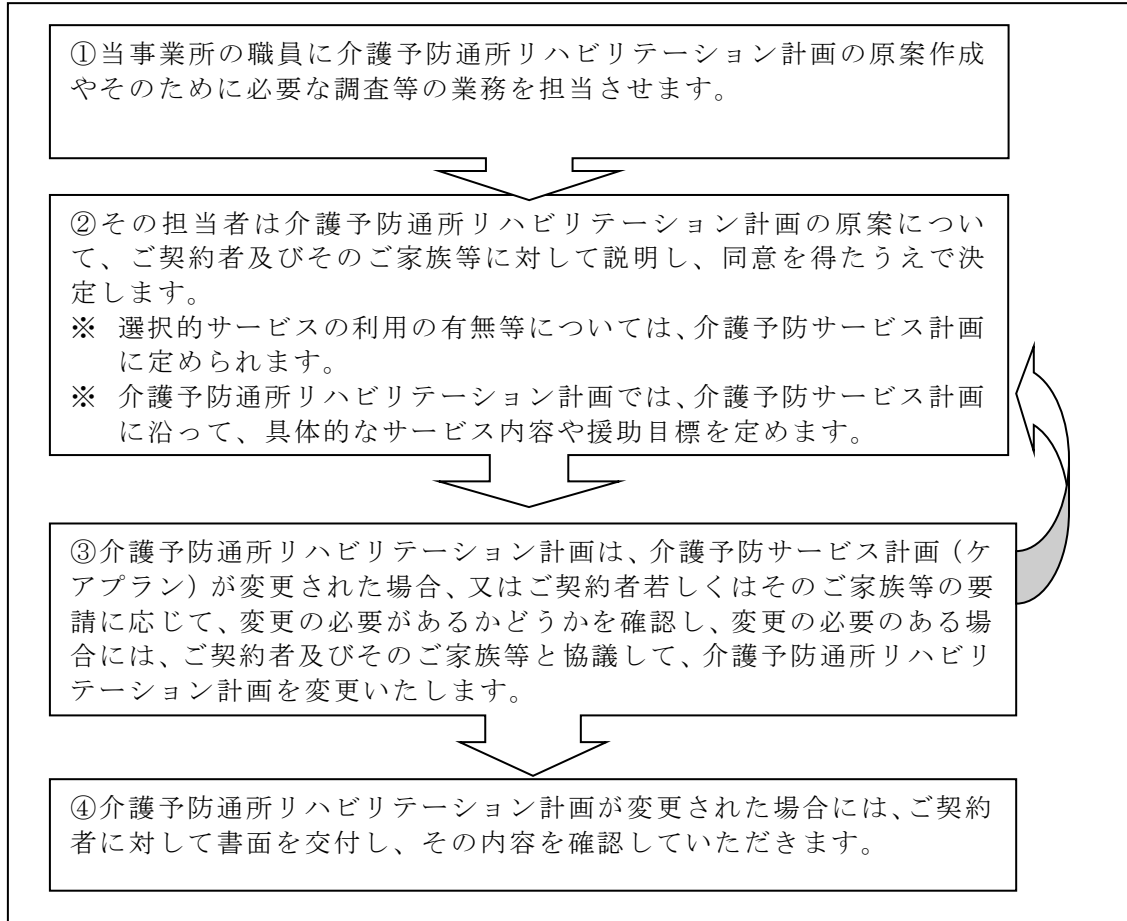 ①当事業所の職員に介護予防通所リハビリテーション計画の原案作成
やそのために必要な調査等の業務を担当させます。
②その担当者は介護予防通所リハビリテーション計画の原案につい
て、ご契約者及びそのご家族等に対して説明し、同意を得たうえで決
定します。
※ 選択的サービスの利用の有無等については、介護予防サービス計画
に定められます。
※ 介護予防通所リハビリテーション計画では、介護予防サービス計画
に沿って、具体的なサービス内容や援助目標を定めます。
③介護予防通所リハビリテーション計画は、介護予防サービス計画（ケ
アプラン）が変更された場合、又はご契約者若しくはそのご家族等の要
請に応じて、変更の必要があるかどうかを確認し、変更の必要のある場
合には、ご契約者及びそのご家族等と協議して、介護予防通所リハビリ
テーション計画を変更いたします。
④介護予防通所リハビリテーション計画が変更された場合には、ご契約
者に対して書面を交付し、その内容を確認していただきます。